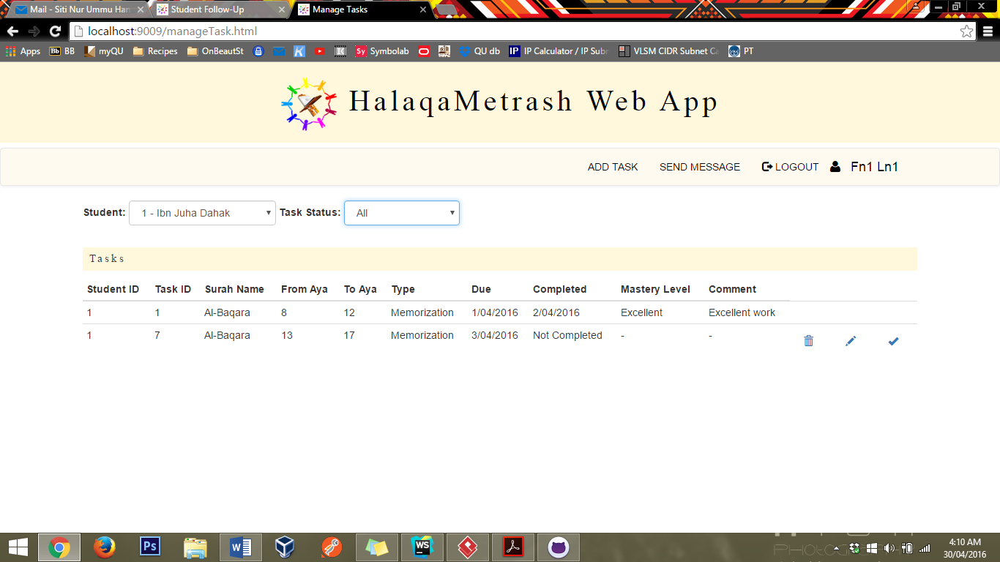 Mail - Siti Nur Ummu Han
Student Follow-Up
Manage Tasks
localhost:9009/manageTask.html
Apps
Bb BB
myQU
Recipes
OnBeautSt
Sy Symbolab
QU db
IP IP Calculator / IP Subn
VLSM CIDR Subnet Ca
PT
HalaqaMetrash Web App
ADD TASK SEND MESSAGE LOGOUT Fn1 Ln1
Student: 1 - Ibn Juha Dahak Task Status: All
Tasks
Student ID Task ID Surah Name From Aya To Aya Type Due Completed Mastery Level Comment
1 1 Al-Baqara 8 12 Memorization 1/04/2016 2/04/2016 Excellent Excellent work
1 7 Al-Baqara 13 17 Memorization 3/04/2016 Not Completed - -
Ps
WS
4:10 AM
30/04/2016